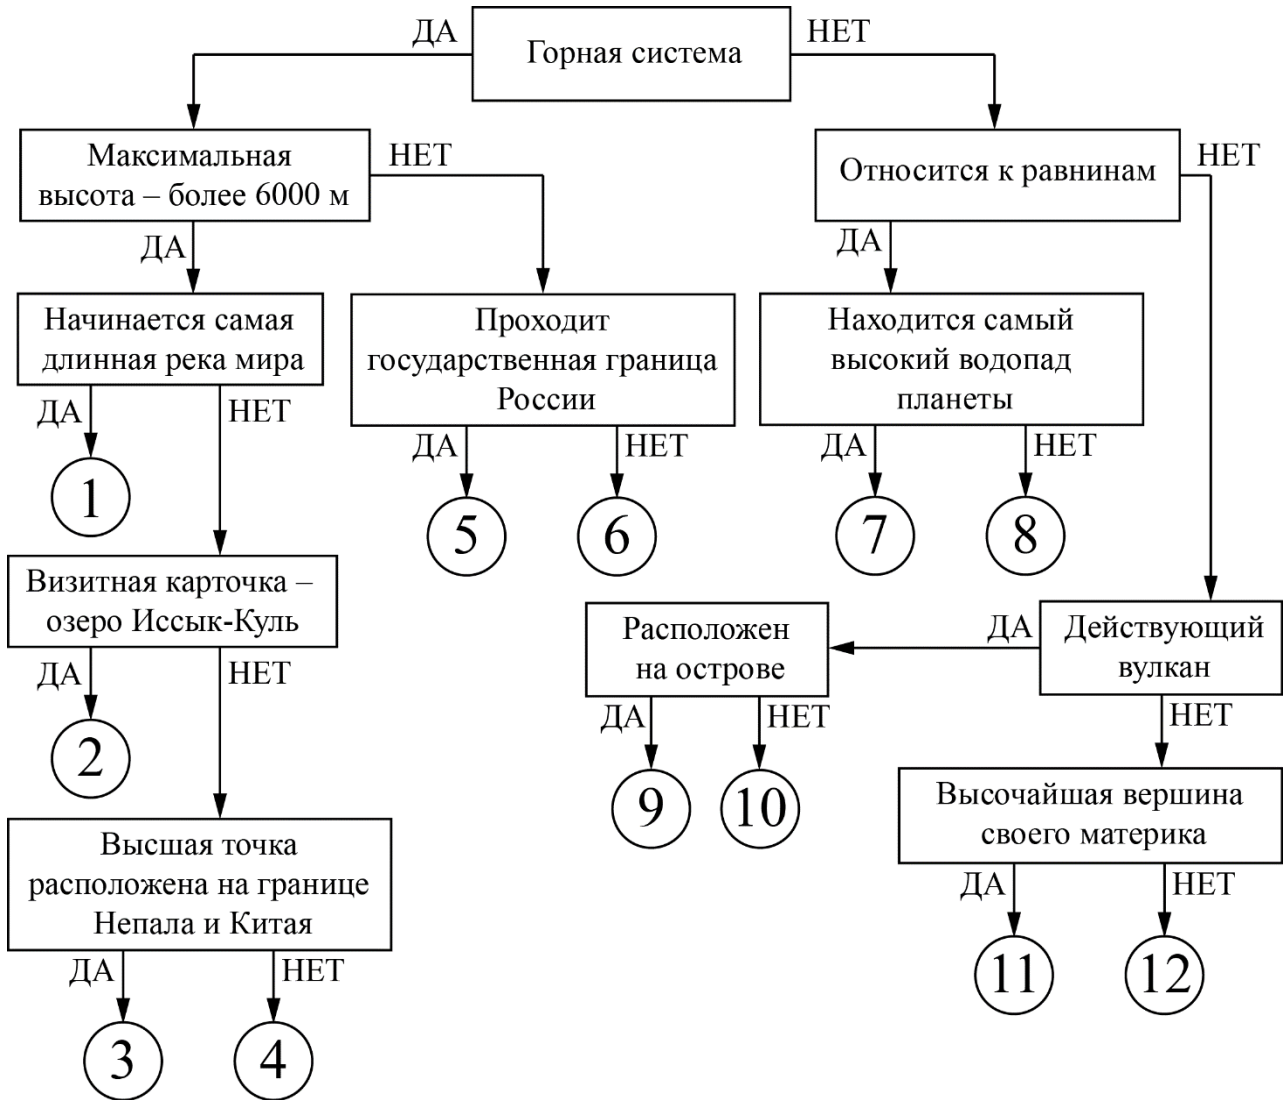 ДА
Горная система
НЕТ
Максимальная
высота – более 6000 м
НЕТ
Относится к равнинам
НЕТ
ДА
ДА
Начинается самая
длинная река мира
Проходит
государственная граница
России
Находится самый
высокий водопад
планеты
ДА
НЕТ
ДА
НЕТ
ДА
НЕТ
1
5
6
7
8
Визитная карточка –
озеро Иссык-Куль
Расположен
на острове
ДА
Действующий
вулкан
ДА
НЕТ
ДА
НЕТ
НЕТ
2
9
10
Высочайшая вершина
своего материка
Высшая точка
расположена на границе
Непала и Китая
ДА
НЕТ
ДА
НЕТ
11
12
3
4